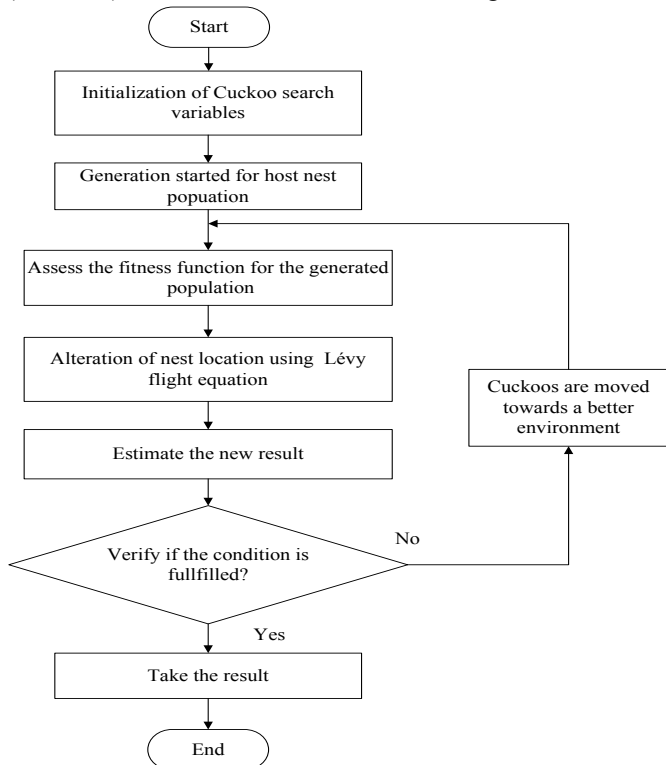 Start
Initialization of Cuckoo search
variables
Generation started for host nest
popuation
Assess the fitness function for the generated
population
Alteration of nest location using Lévy
flight equation
Cuckoos are moved
towards a better
environment
Estimate the new result
No
Verify if the condition is
fullfilled?
Yes
Take the result
End